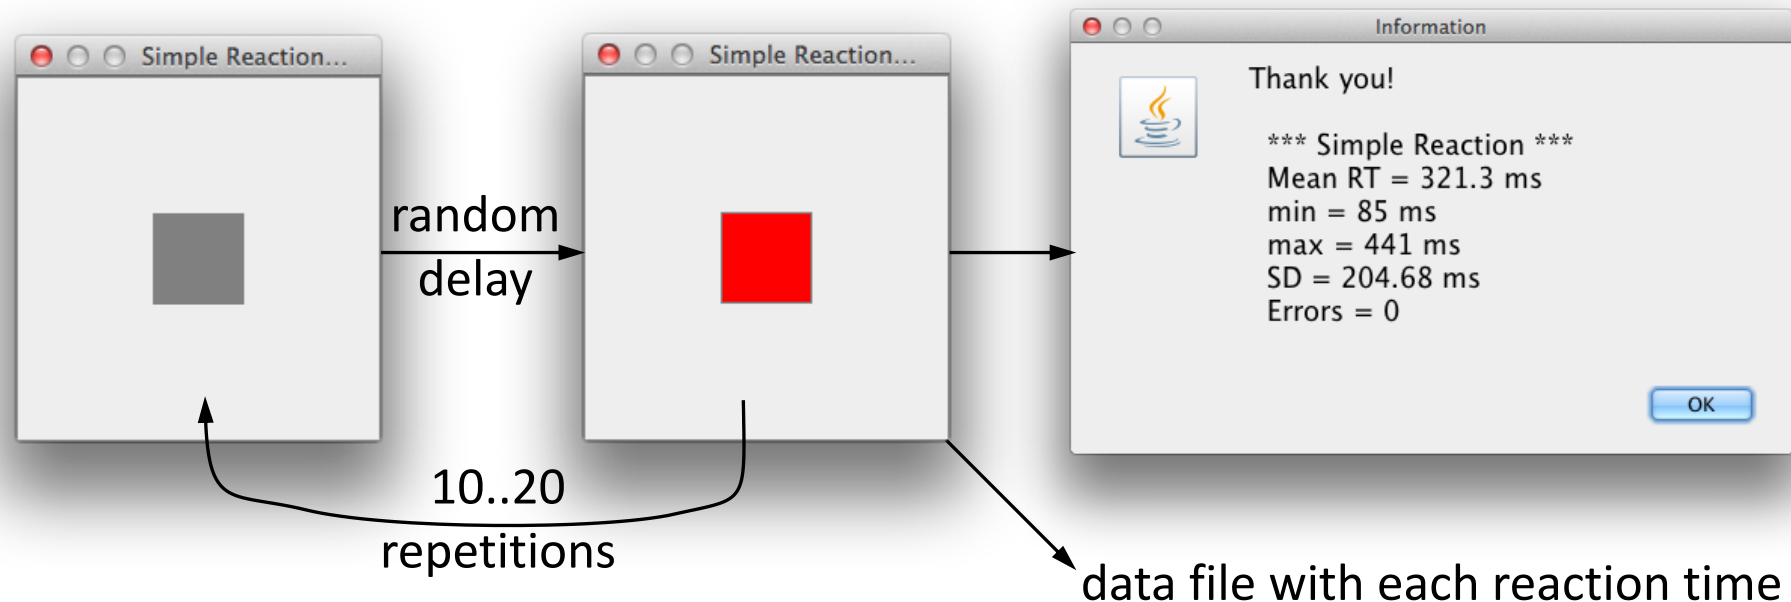 Simple Reaction...
random
delay
Simple Reaction...
10..20
repetitions
Information
Thank you!
*** Simple Reaction ***
Mean RT = 321.3 ms
min = 85 ms
max = 441 ms
SD = 204.68 ms
Errors = 0
OK
data file with each reaction time